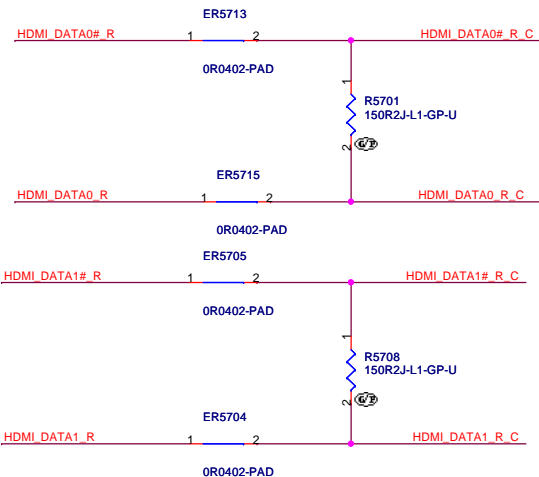 ER5713
HDMI_DATA0#_R 1 2 HDMI_DATA0#_R_C
0R0402-PAD
1
R5701
150R2J-L1-GP-U
2 G/P
ER5715
HDMI_DATA0_R 1 2 HDMI_DATA0_R_C
0R0402-PAD
ER5705
HDMI_DATA1#_R 1 2 HDMI_DATA1#_R_C
0R0402-PAD
1
R5708
150R2J-L1-GP-U
2 G/P
ER5704
HDMI_DATA1_R 1 2 HDMI_DATA1_R_C
0R0402-PAD